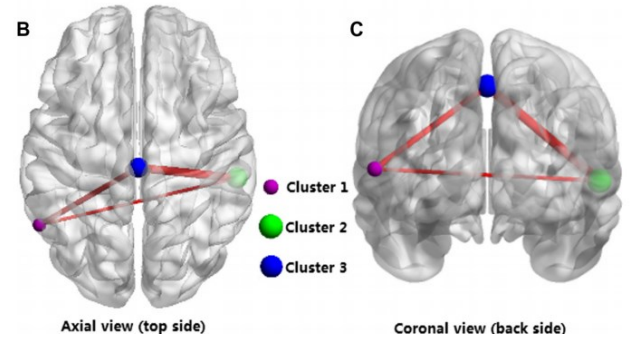 B
C
Cluster 1
Cluster 2
Cluster 3
Axial view (top side)
Coronal view (back side)